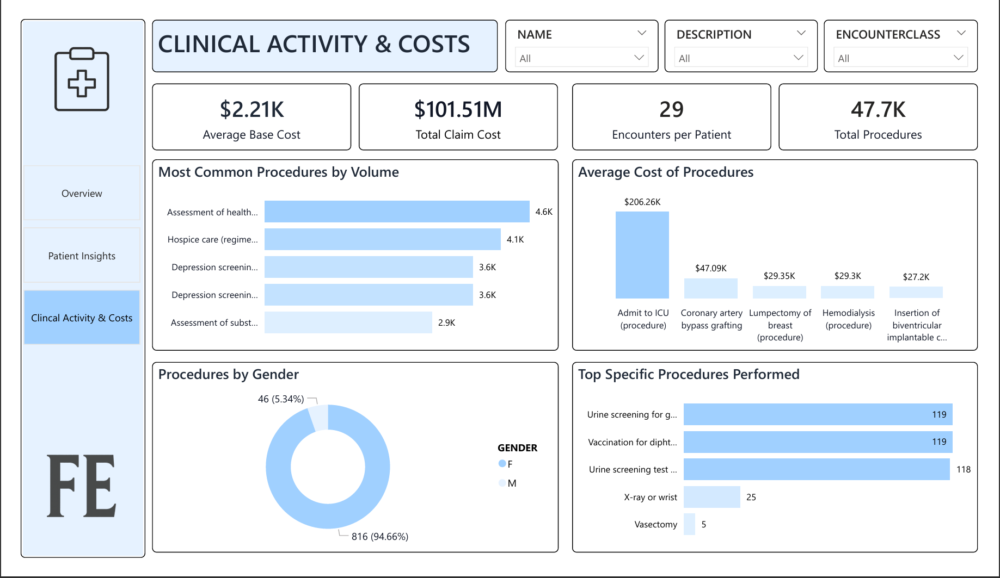 CLINICAL ACTIVITY & COSTS
NAME
All
DESCRIPTION
All
ENCOUNTERCLASS
All
$2.21K
Average Base Cost
$101.51M
Total Claim Cost
29
Encounters per Patient
47.7K
Total Procedures
Overview
Patient Insights
Clincal Activity & Costs
FE
Most Common Procedures by Volume
Assessment of health... 4.6K
Hospice care (regime... 4.1K
Depression screenin... 3.6K
Depression screenin... 3.6K
Assessment of subst... 2.9K
Average Cost of Procedures
$206.26K
$47.09K
$29.35K
$29.3K
$27.2K
Admit to ICU
(procedure)
Coronary artery
bypass grafting
Lumpectomy of
breast
(procedure)
Hemodialysis
(procedure)
Insertion of
biventricular
implantable c...
Procedures by Gender
46 (5.34%)
816 (94.66%)
GENDER
F
M
Top Specific Procedures Performed
Urine screening for g... 119
Vaccination for dipht... 119
Urine screening test ... 118
X-ray or wrist 25
Vasectomy 5